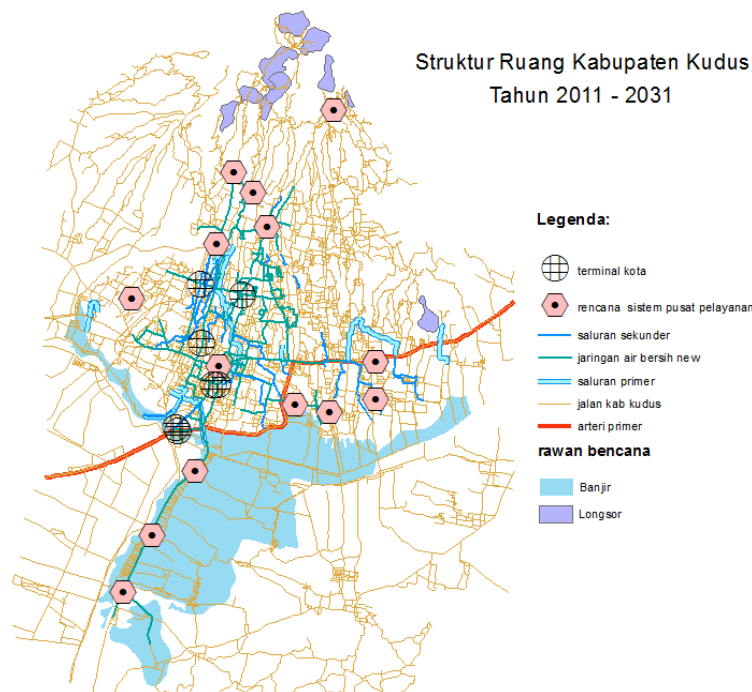 Struktur Ruang Kabupaten Kudus
Tahun 2011 - 2031
Legenda:
terminal kota
rencana sistem pusat pelayanan
saluran sekunder
jaringan air bersih new
saluran primer
jalan kab kudus
arteri primer
rawan bencana
Banjir
Longsor